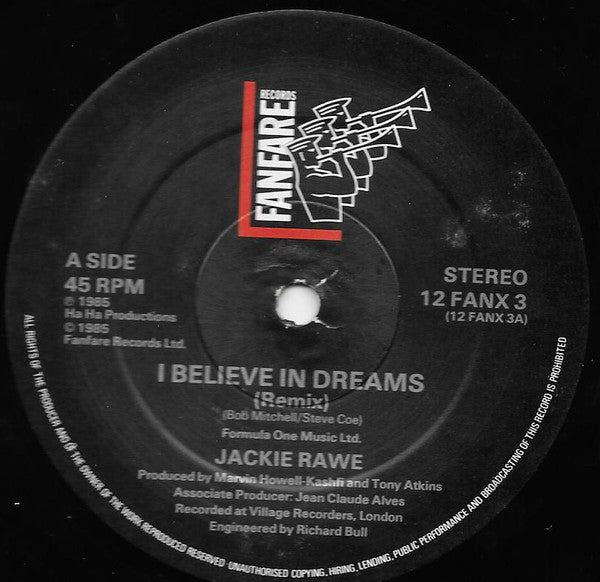 FANFARE
RECORDS
A SIDE
45 RPM
℗ 1985
Ha Ha Productions
© 1985
Fanfare Records Ltd.
STEREO
12 FANX 3
(12 FANX 3A)
I BELIEVE IN DREAMS
(Remix)
(Bob Mitchell/Steve Coe)
Formula One Music Ltd.
JACKIE RAWE
Produced by Marvin Howell-Kashfi and Tony Atkins
Associate Producer: Jean Claude Alves
Recorded at Village Recorders, London
Engineered by Richard Bull
ALL RIGHTS OF THE PRODUCER AND OF THE OWNER OF THE WORK REPRODUCED RESERVED · UNAUTHORISED COPYING, HIRING, LENDING, PUBLIC PERFORMANCE AND BROADCASTING OF THIS RECORD IS PROHIBITED